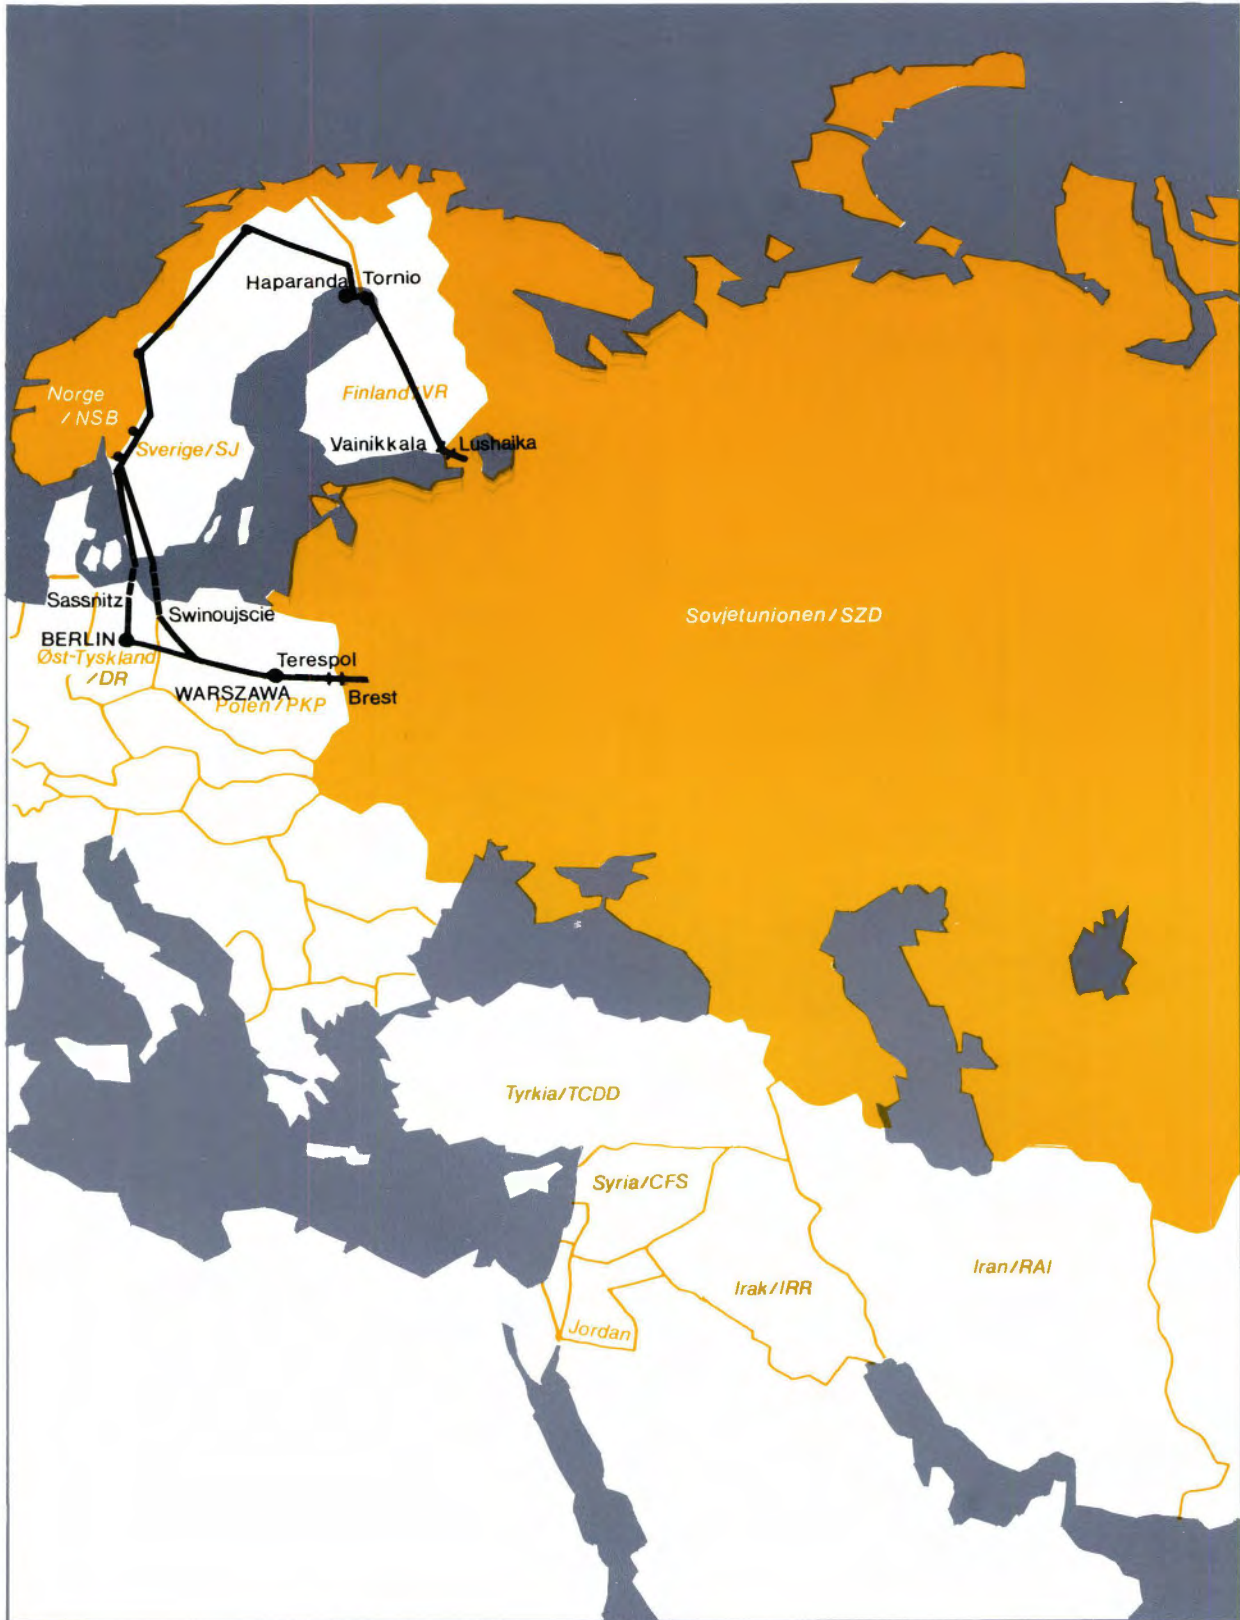 Haparanda
Tornio
Norge
/NSB
Finland/VR
Sverige/SJ
Vainikkala
Lushaika
Sassnitz
Swinoujscie
Sovjetunionen/SZD
BERLIN
Øst-Tyskland
/DR
Terespol
WARSZAWA
Brest
Polen/PKP
Tyrkia/TCDD
Syria/CFS
Iran/RAI
Irak/IRR
Jordan